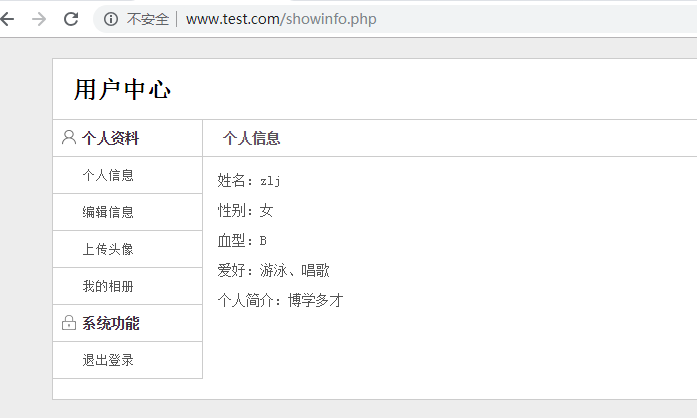 不安全 | www.test.com/showinfo.php
用户中心
个人资料
个人信息
编辑信息
上传头像
我的相册
系统功能
退出登录
个人信息
姓名：zlj
性别：女
血型：B
爱好：游泳、唱歌
个人简介：博学多才